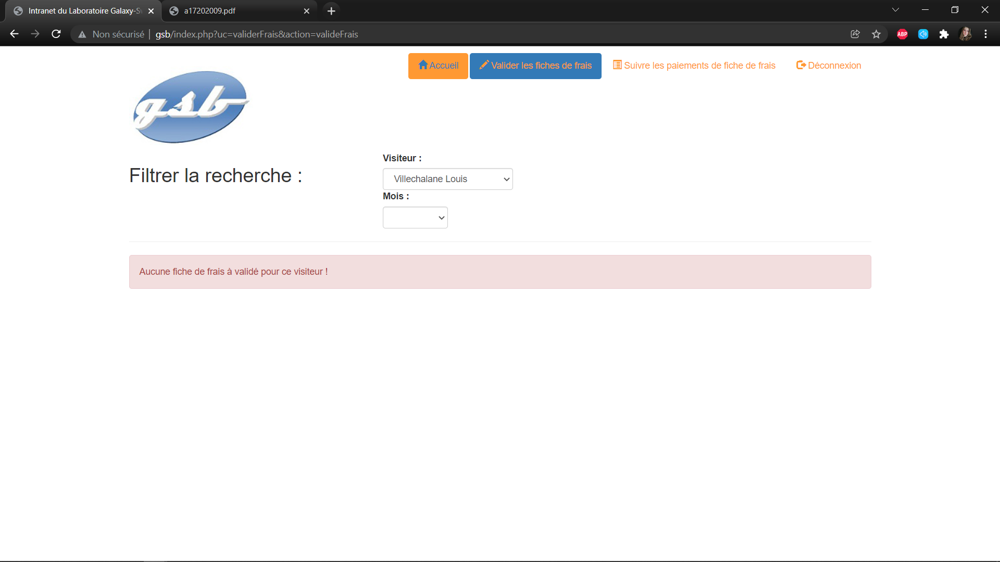 Intranet du Laboratoire Galaxy-Sw
a17202009.pdf
Non sécurisé | gsb/index.php?uc=validerFrais&action=valideFrais
ABP
Accueil
Valider les fiches de frais
Suivre les paiements de fiche de frais
Déconnexion
gsb
Visiteur :
Filtrer la recherche :
Villechalane Louis
Mois :
Aucune fiche de frais à validé pour ce visiteur !